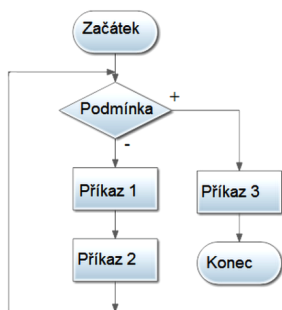 Začátek
Podmínka
+
-
Příkaz 1
Příkaz 3
Příkaz 2
Konec